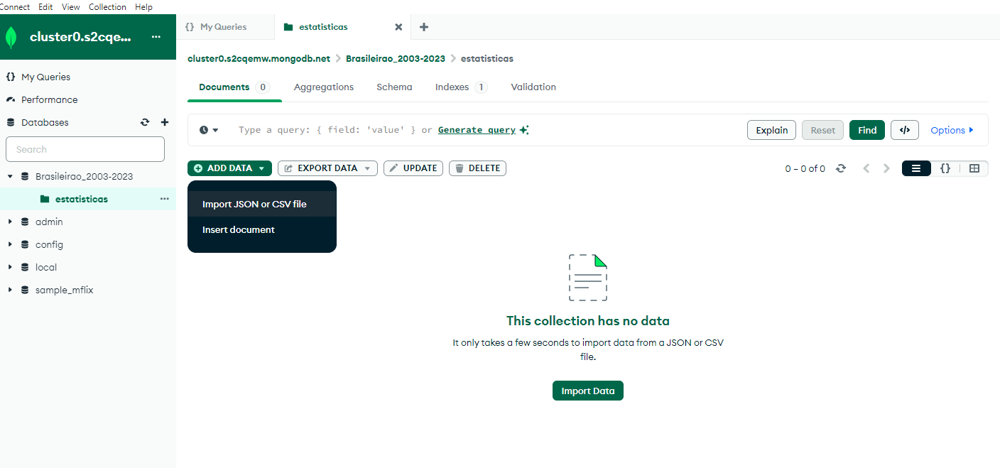 Connect Edit View Collection Help
cluster0.s2cqe... ...
{} My Queries
estatisticas
cluster0.s2cqemw.mongodb.net > Brasileirao_2003-2023 > estatisticas
{} My Queries
Performance
Databases
Search
Brasileirao_2003-2023
estatisticas ...
admin
config
local
sample_mflix
Documents 0 Aggregations Schema Indexes 1 Validation
Type a query: { field: 'value' } or Generate query
Explain Reset Find </> Options
ADD DATA EXPORT DATA UPDATE DELETE
0 – 0 of 0 {}
Import JSON or CSV file
Insert document
This collection has no data
It only takes a few seconds to import data from a JSON or CSV
file.
Import Data